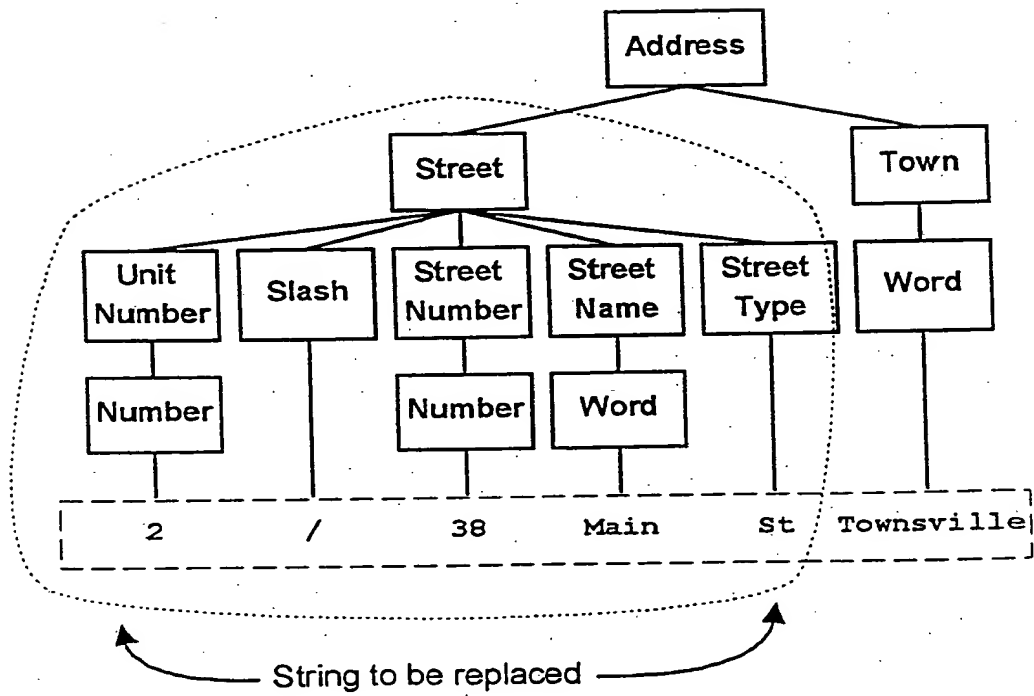 Address
Street
Town
Unit
Number
Slash
Street
Number
Street
Name
Street
Type
Word
Number
Number
Word
2 / 38 Main St Townsville
String to be replaced